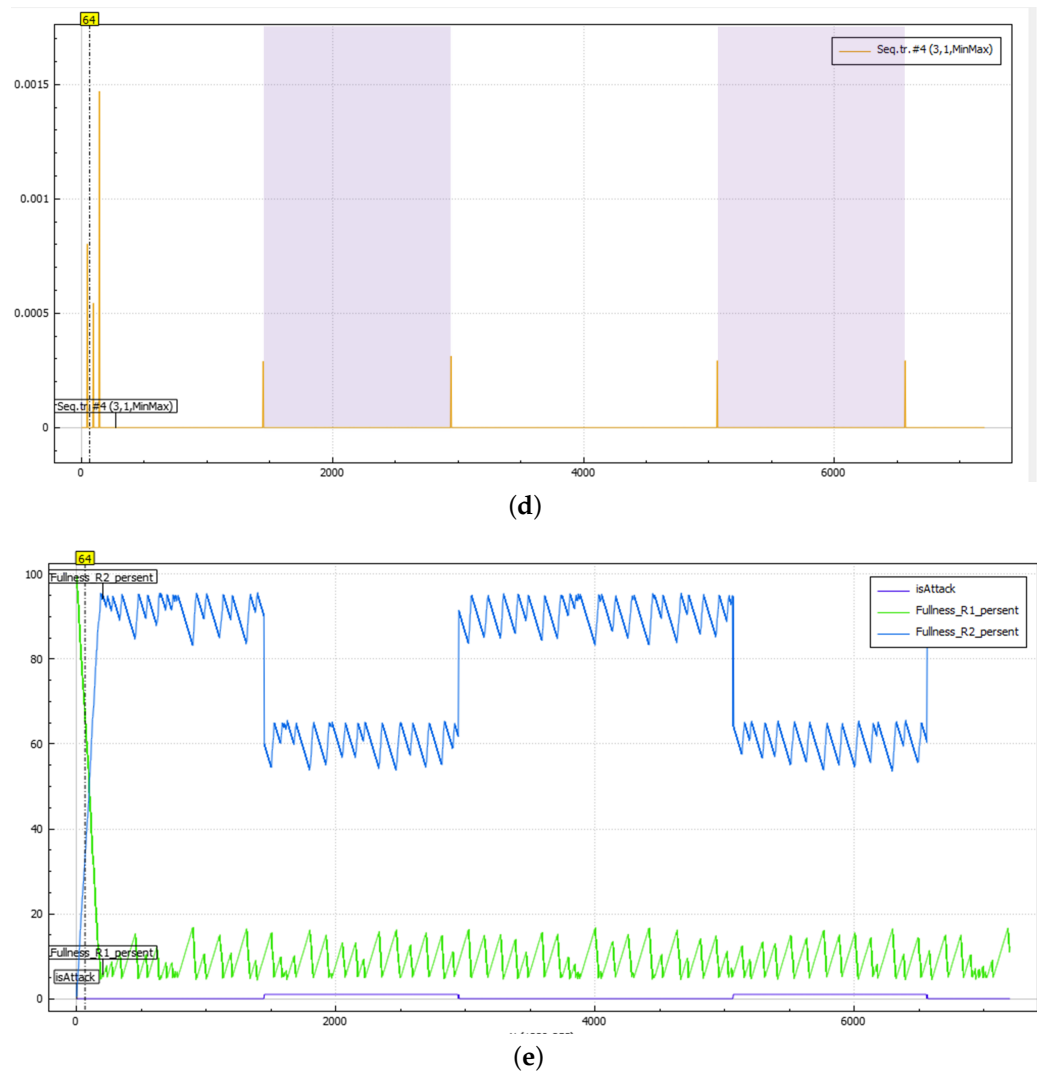 64
Seq.tr.#4 (3,1,MinMax)
0.0015
0.001
0.0005
Seq.tr.#4 (3,1,MinMax)
0
0
2000
4000
6000
(d)
64
100
Fullness_R2_persent
isAttack
Fullness_R1_persent
Fullness_R2_persent
80
60
40
20
Fullness_R1_persent
isAttack
0
0
2000
4000
6000
(e)